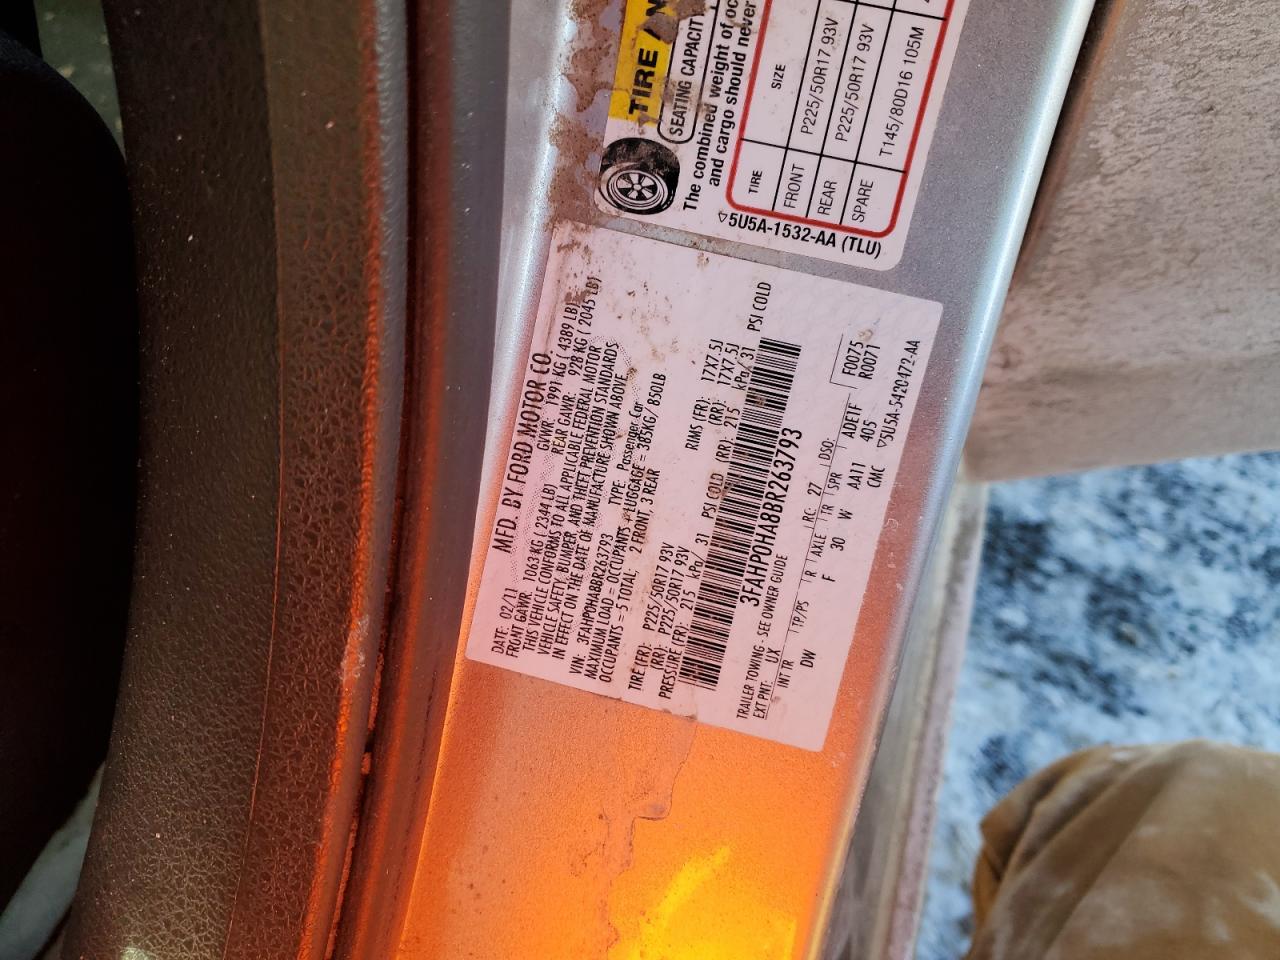 TIRE
SEATING CAPACIT
The combined weight of oc
and cargo should never
TIRE SIZE
FRONT P225/50R17 93V
REAR P225/50R17 93V
SPARE T145/80D16 105M
5U5A-1532-AA (TLU)
MFD. BY FORD MOTOR CO.
DATE: 02/11 GVWR: 1991 KG ( 4389 LB)
FRONT GAWR: 1063 KG ( 2344LB) REAR GAWR: 928 KG ( 2045 LB)
THIS VEHICLE CONFORMS TO ALL APPLICABLE FEDERAL MOTOR
VEHICLE SAFETY, BUMPER, AND THEFT PREVENTION STANDARDS
IN EFFECT ON THE DATE OF MANUFACTURE SHOWN ABOVE.
VIN: 3FAHP0HA8BR263793 TYPE: Passenger Car
MAXIMUM LOAD = OCCUPANTS + LUGGAGE = 385KG/ 850LB
OCCUPANTS = 5 TOTAL: 2 FRONT, 3 REAR
TIRE(FR): P225/50R17 93V RIMS (FR): 17X7.5J
(RR): P225/50R17 93V (RR): 17X7.5J
PRESSURE (FR): 215 kPa/ 31 PSI COLD (RR): 215 kPa/ 31 PSI COLD
3FAHP0HA8BR263793
TRAILER TOWING - SEE OWNER GUIDE
EXT PNT: UX RC: 27 DSO: F0075
INT TR TP/PS R AXLE TR SPR ADE1F R0071
DW F 30 W AA11 405
CMC 5U5A-5420472-AA